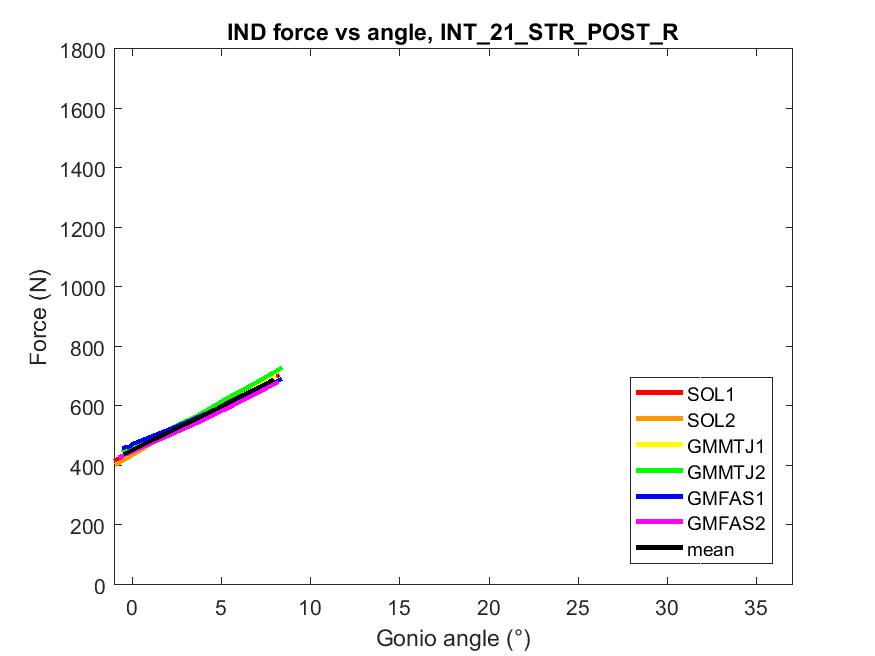 IND force vs angle, INT_21_STR_POST_R
1800
1600
1400
1200
1000
800
600
400
200
0
Force (N)
0 5 10 15 20 25 30 35
Gonio angle (°)
SOL1
SOL2
GMMTJ1
GMMTJ2
GMFAS1
GMFAS2
mean